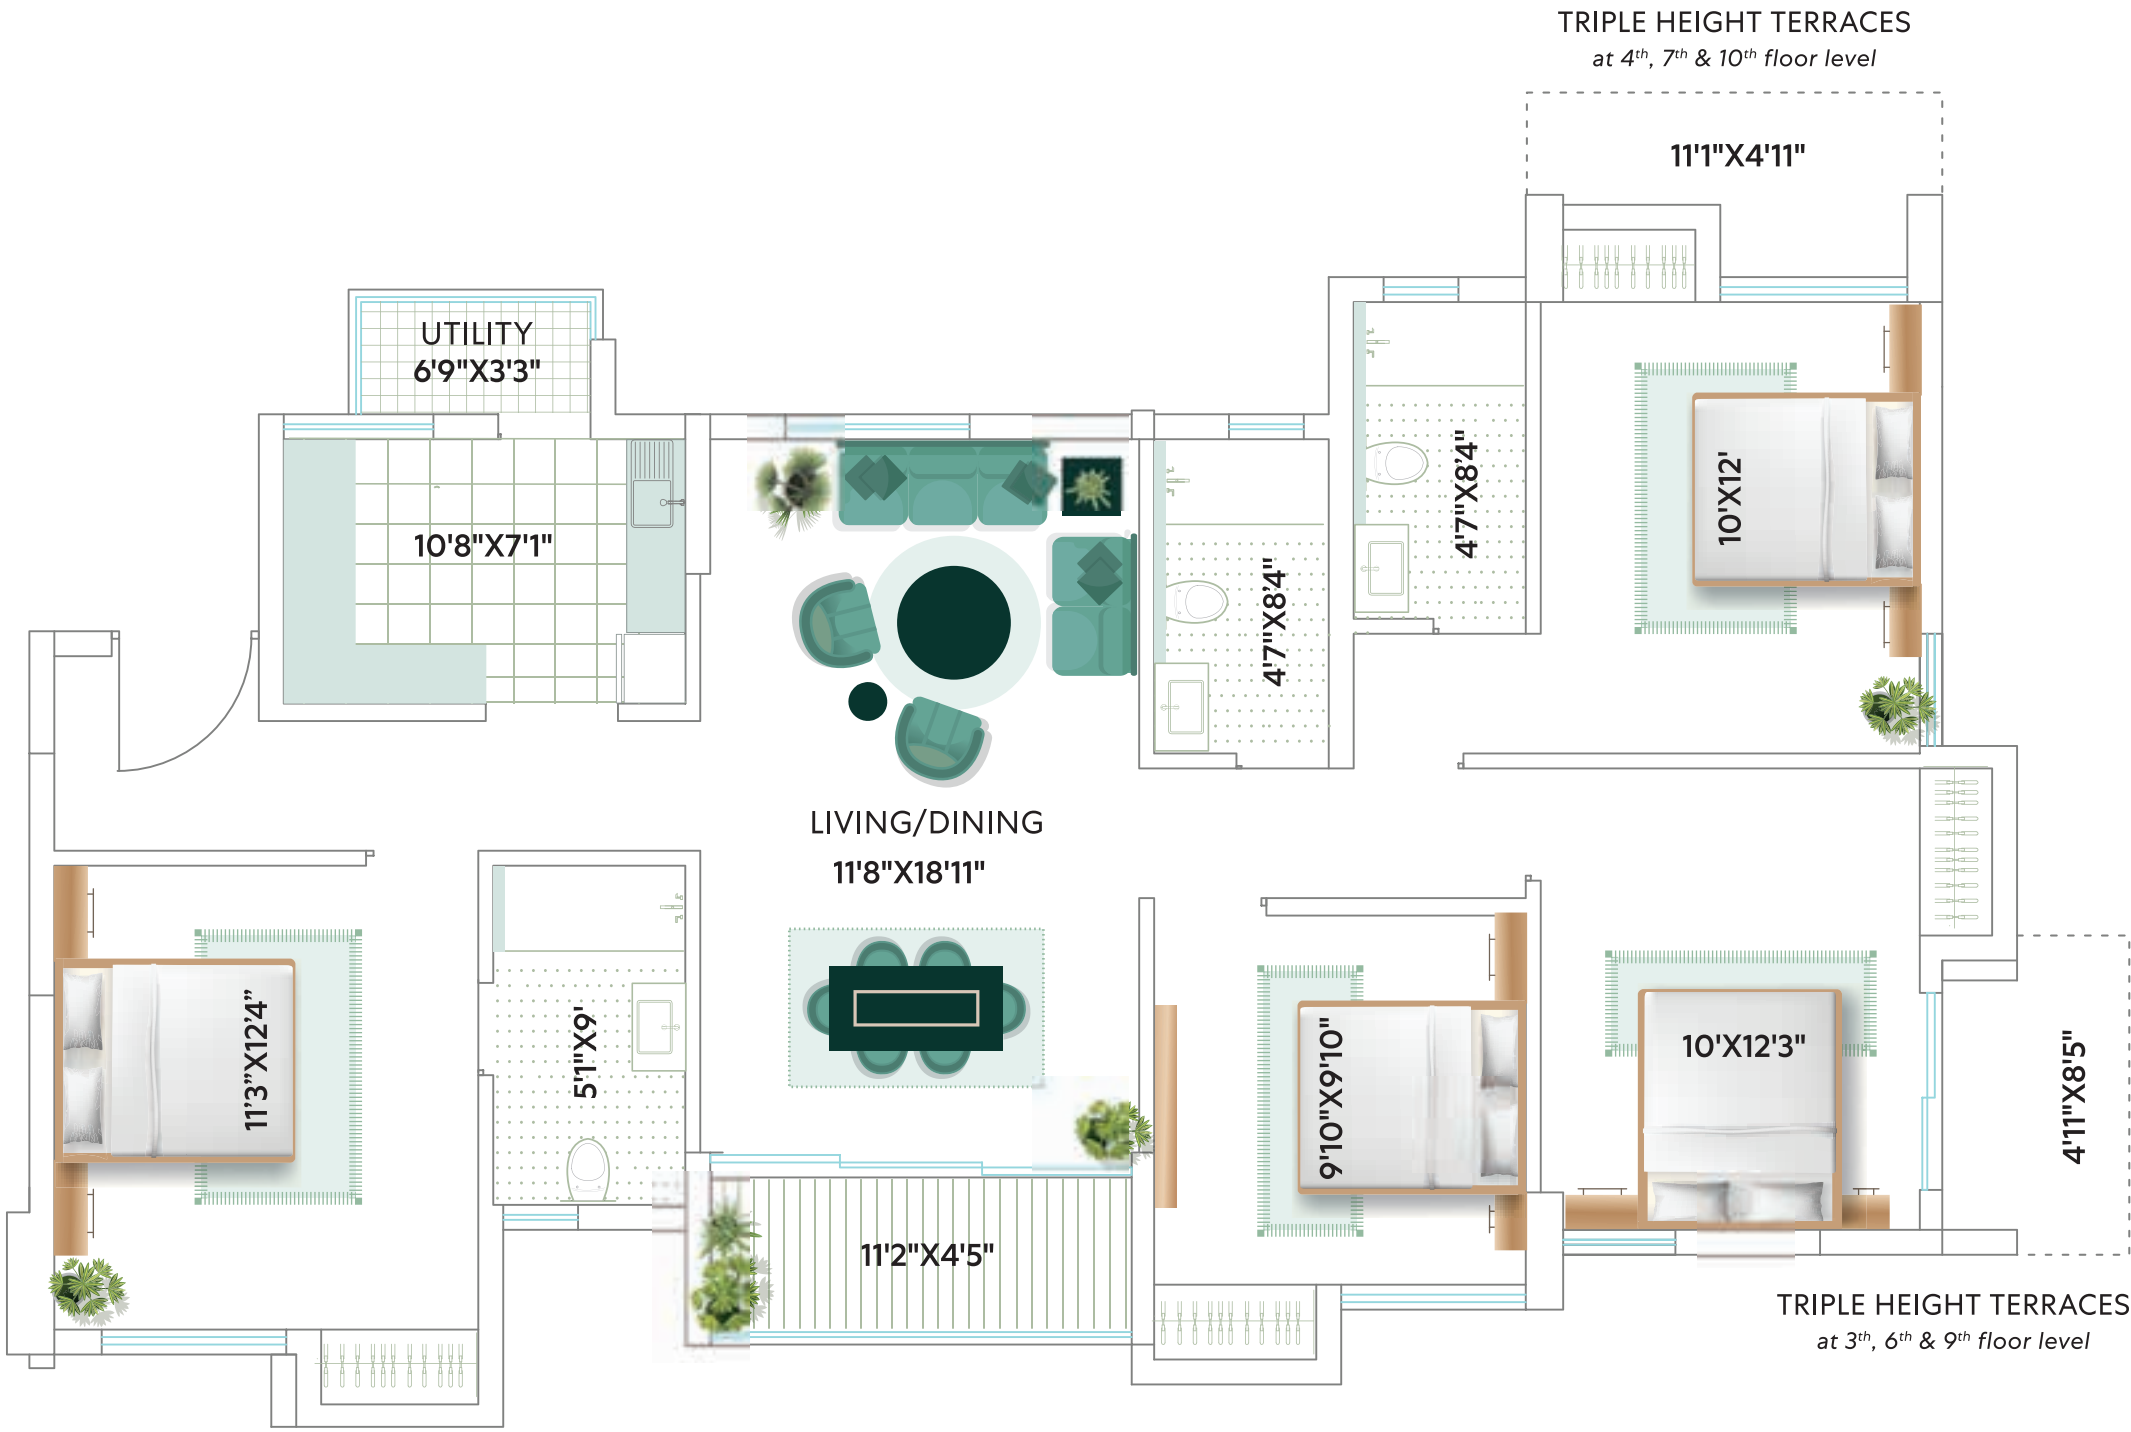 TRIPLE HEIGHT TERRACES
at 4th, 7th & 10th floor level
11'1"X4'11"
UTILITY
6'9"X3'3"
10'8"X7'1"
4'7"X8'4"
4'7"X8'4"
10'X12'
LIVING/DINING
11'8"X18'11"
11'3”X12'4”
5'1"X9'
11'2"X4'5"
9'10"X9'10"
10'X12'3"
4'11"X8'5"
TRIPLE HEIGHT TERRACES
at 3th, 6th & 9th floor level